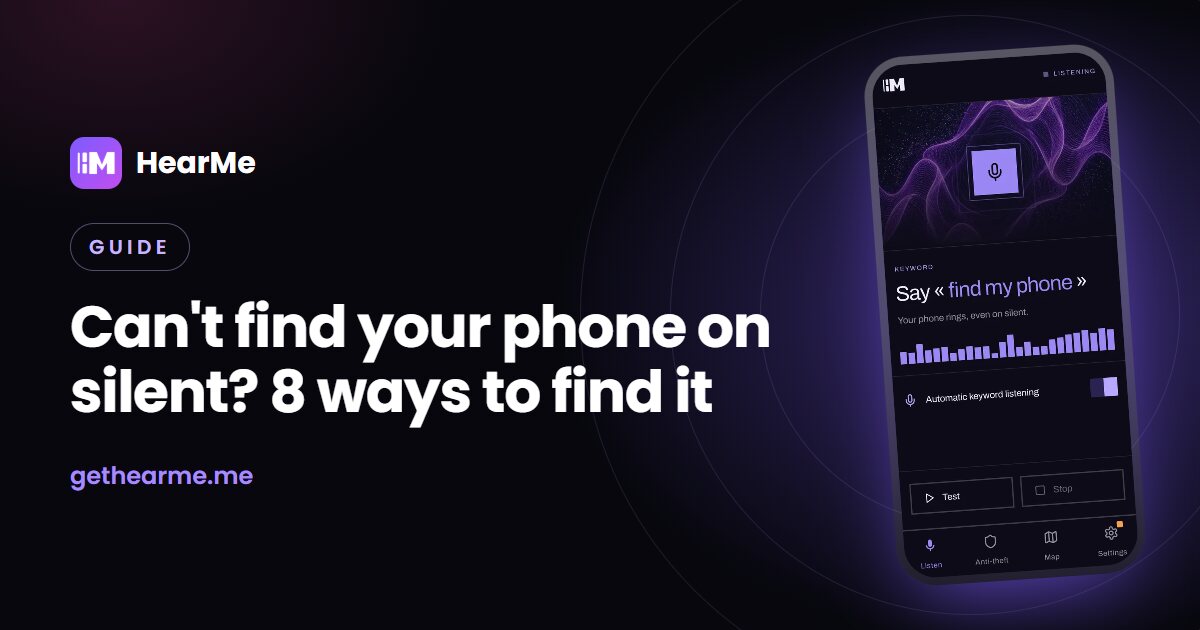 HearMe
GUIDE
Can't find your phone on
silent? 8 ways to find it
gethearme.me
LISTENING
KEYWORD
Say « find my phone »
Your phone rings, even on silent.
Automatic keyword listening
Test
Stop
Listen
Anti-theft
Map
Settings